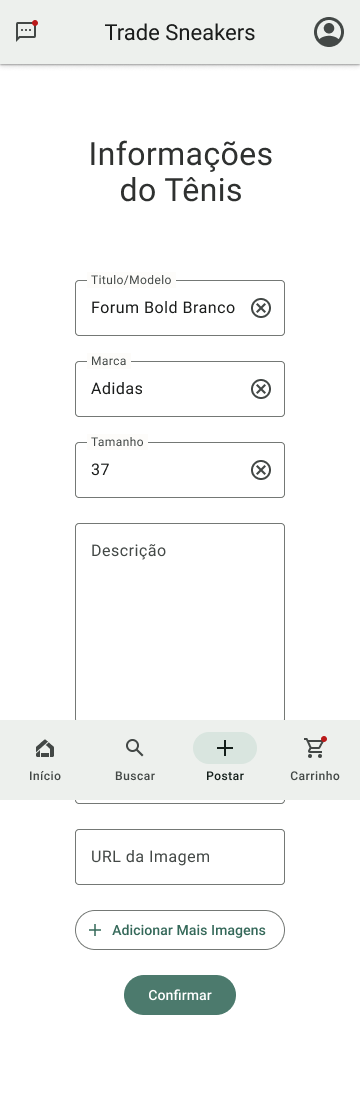 Trade Sneakers
Informações
do Tênis
Titulo/Modelo
Forum Bold Branco
Marca
Adidas
Tamanho
37
Descrição
Início
Buscar
Postar
Carrinho
URL da Imagem
Adicionar Mais Imagens
Confirmar